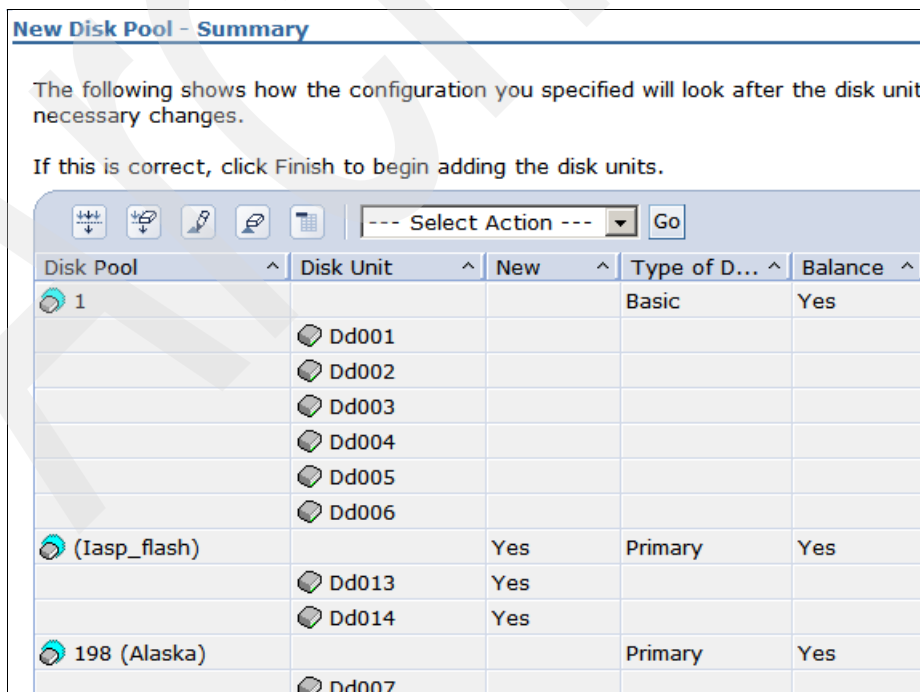 New Disk Pool - Summary
The following shows how the configuration you specified will look after the disk unit
necessary changes.
If this is correct, click Finish to begin adding the disk units.
--- Select Action --- Go
Disk Pool Disk Unit New Type of D... Balance
1 Basic Yes
Dd001
Dd002
Dd003
Dd004
Dd005
Dd006
(Iasp_flash) Yes Primary Yes
Dd013 Yes
Dd014 Yes
198 (Alaska) Primary Yes
Dd007